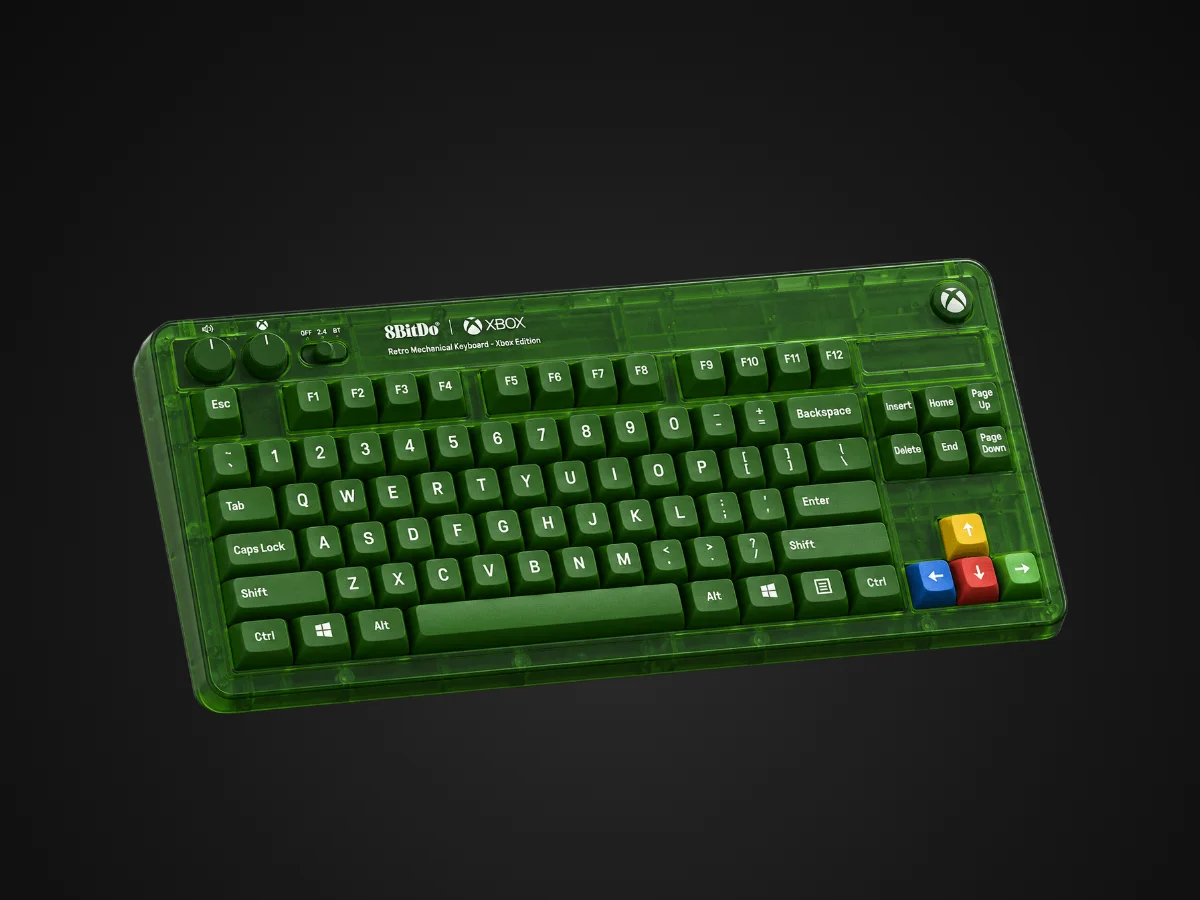 OFF 2.4 BT
8BitDo | XBOX
Retro Mechanical Keyboard - Xbox Edition
Esc F1 F2 F3 F4 F5 F6 F7 F8 F9 F10 F11 F12
~ ` 1 2 3 4 5 6 7 8 9 0 _ - + = Backspace Insert Home Page Up
Tab Q W E R T Y U I O P { [ } ] | \ Delete End Page Down
Caps Lock A S D F G H J K L : ; " ' Enter
Shift Z X C V B N M < , > . ? / Shift ↑
Ctrl Alt Alt Ctrl ← ↓ →